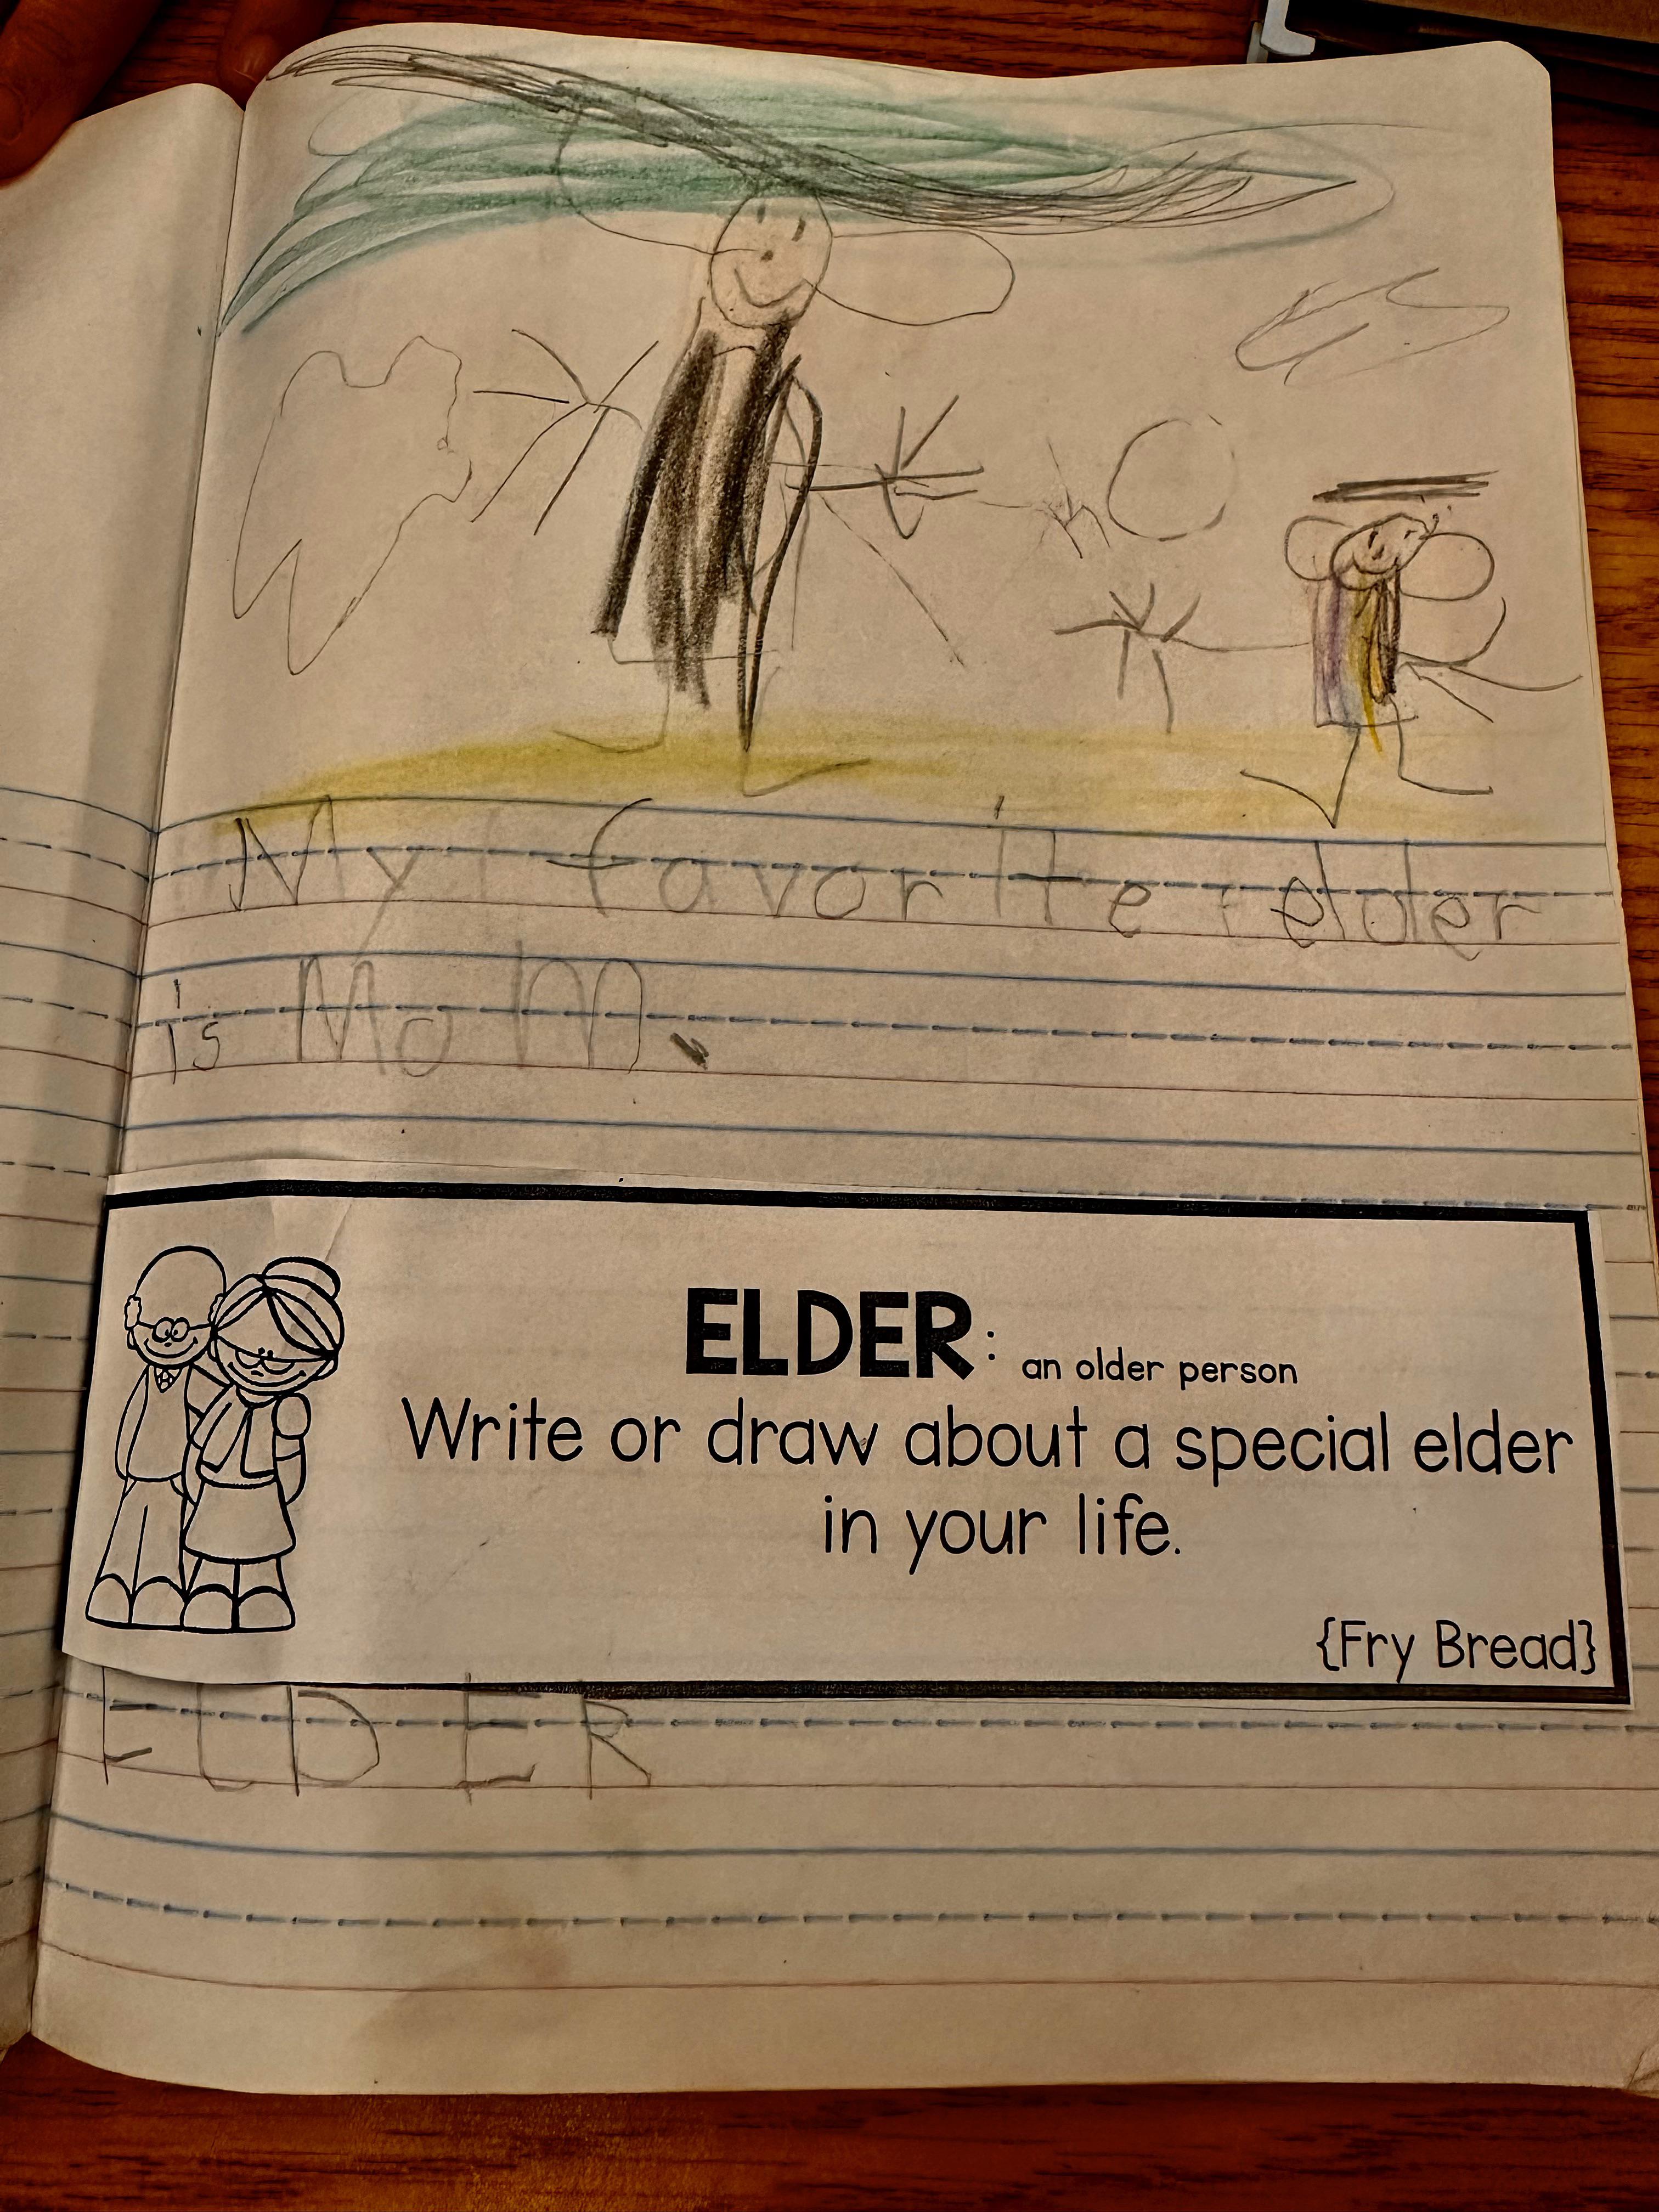 My favorite elder
is MoM.
ELDER: an older person
Write or draw about a special elder
in your life.
{Fry Bread}
ELDER